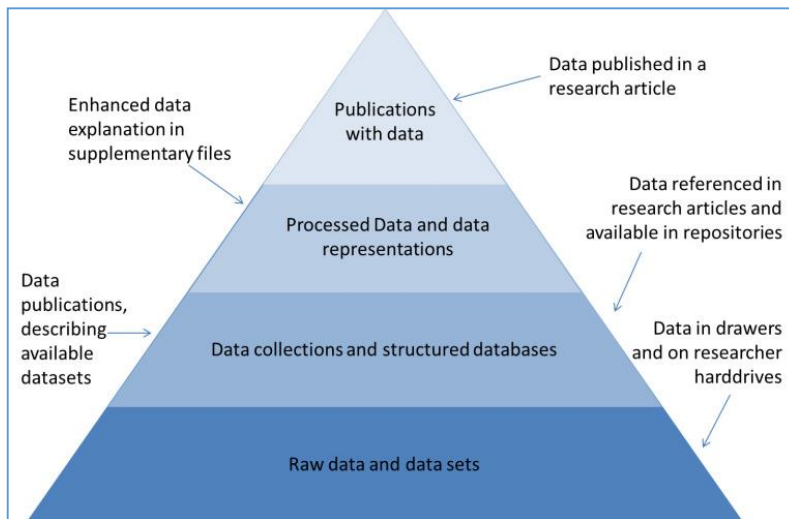 Publications
with data
Data published in a
research article
Enhanced data
explanation in
supplementary files
Processed Data and data
representations
Data referenced in
research articles and
available in repositories
Data
publications,
describing
available
datasets
Data collections and structured databases
Data in drawers
and on researcher
harddrives
Raw data and data sets